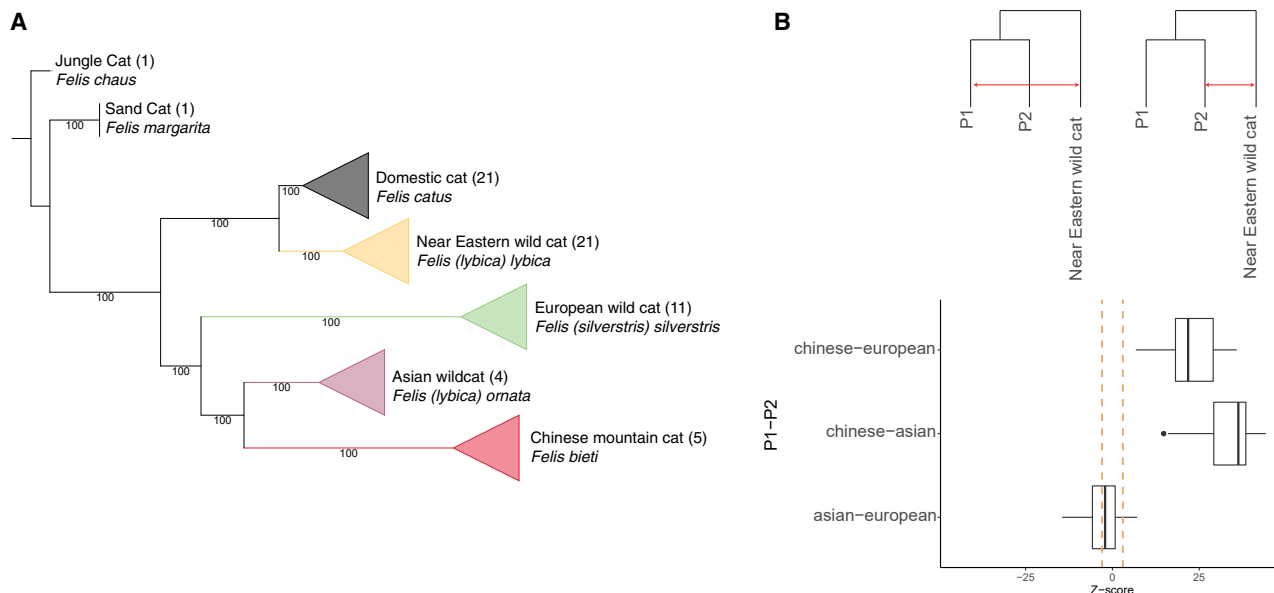 A
Jungle Cat (1)
Felis chaus
Sand Cat (1)
100
Felis margarita
Domestic cat (21)
100
Felis catus
100
Near Eastern wild cat (21)
100
Felis (lybica) lybica
100
European wild cat (11)
100
Felis (silverstris) silverstris
100
Asian wildcat (4)
100
Felis (lybica) ornata
100
Chinese mountain cat (5)
100
Felis bieti
B
P1
P2
Near Eastern wild cat
P1
P2
Near Eastern wild cat
P1−P2
chinese−european
chinese−asian
asian−european
−25
0
25
Z−score